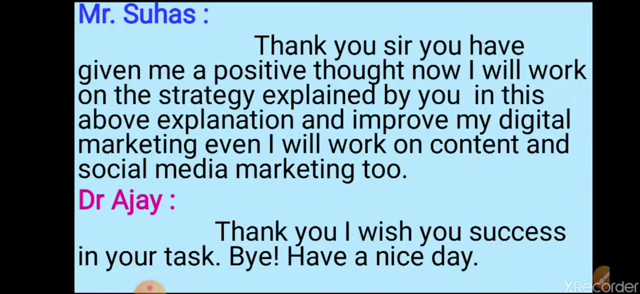 Mr. Suhas :
Thank you sir you have
given me a positive thought now I will work
on the strategy explained by you in this
above explanation and improve my digital
marketing even I will work on content and
social media marketing too.
Dr Ajay :
Thank you I wish you success
in your task. Bye! Have a nice day.
XRecorder